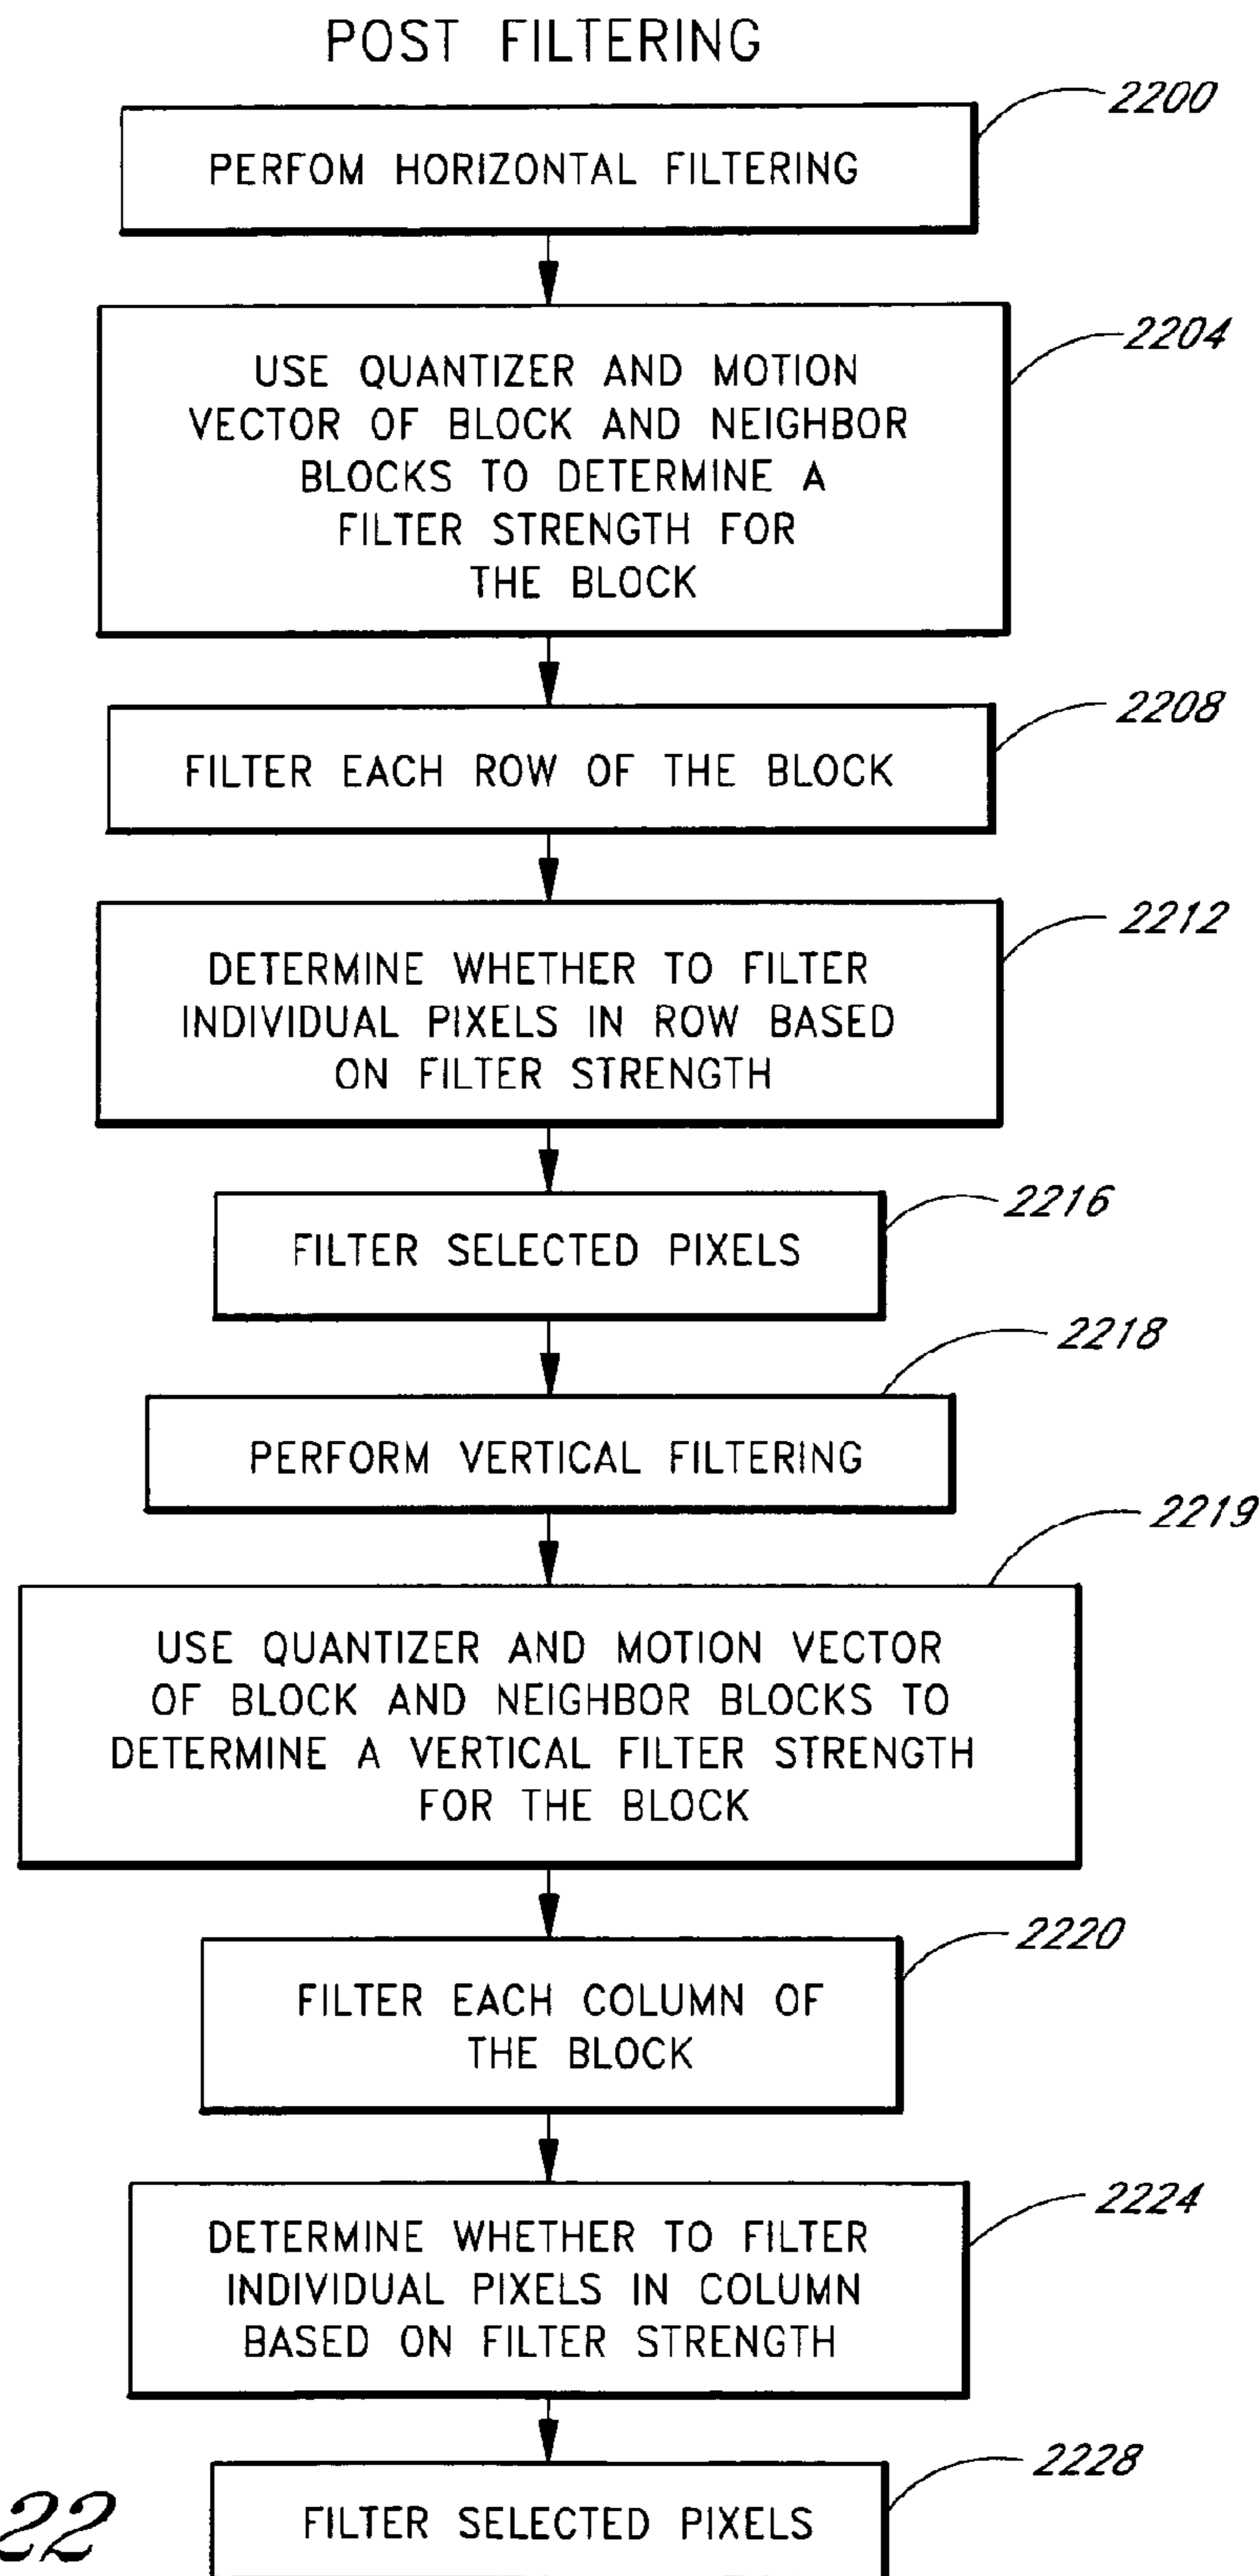 POST FILTERING
2200
PERFOM HORIZONTAL FILTERING
2204
USE QUANTIZER AND MOTION
VECTOR OF BLOCK AND NEIGHBOR
BLOCKS TO DETERMINE A
FILTER STRENGTH FOR
THE BLOCK
2208
FILTER EACH ROW OF THE BLOCK
2212
DETERMINE WHETHER TO FILTER
INDIVIDUAL PIXELS IN ROW BASED
ON FILTER STRENGTH
2216
FILTER SELECTED PIXELS
2218
PERFORM VERTICAL FILTERING
2219
USE QUANTIZER AND MOTION VECTOR
OF BLOCK AND NEIGHBOR BLOCKS TO
DETERMINE A VERTICAL FILTER STRENGTH
FOR THE BLOCK
2220
FILTER EACH COLUMN OF
THE BLOCK
2224
DETERMINE WHETHER TO FILTER
INDIVIDUAL PIXELS IN COLUMN
BASED ON FILTER STRENGTH
2228
FILTER SELECTED PIXELS
22